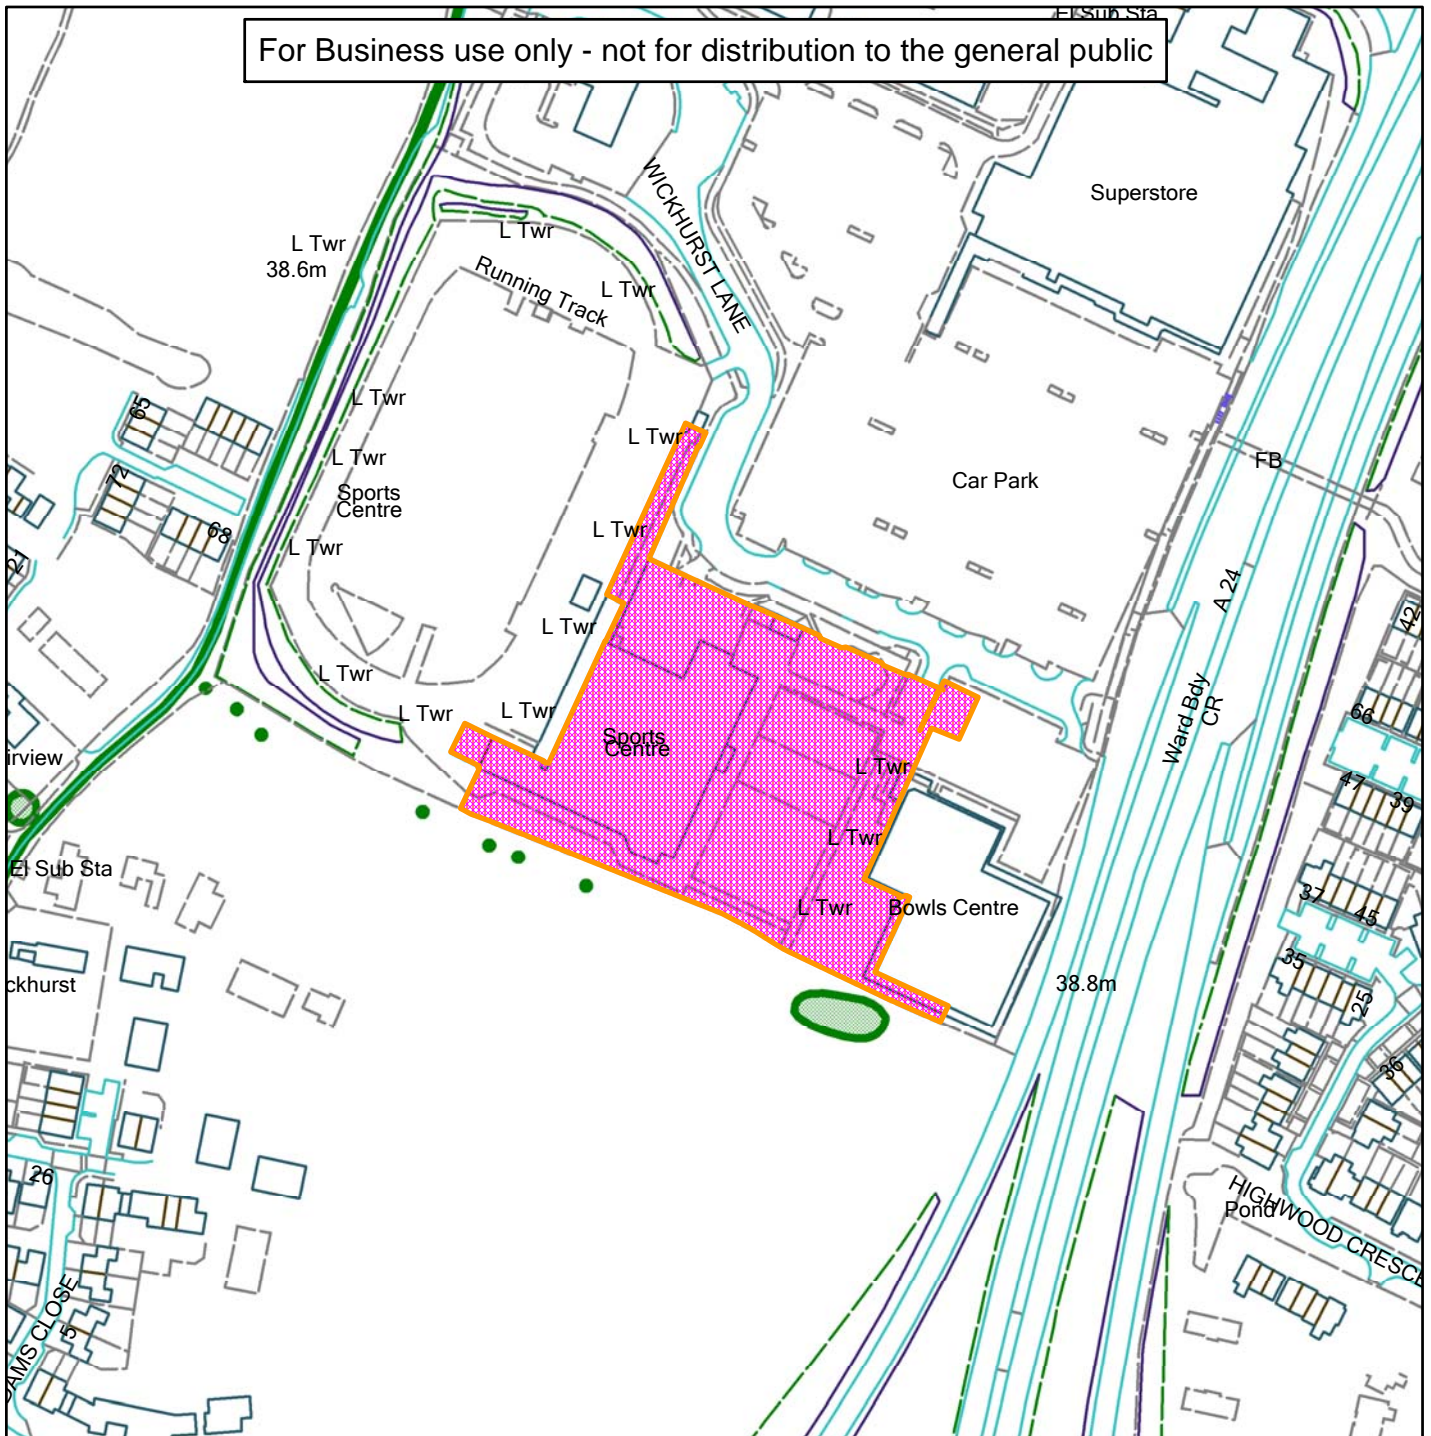 El Sub Sta
For Business use only - not for distribution to the general public
WICKHURST LANE
Superstore
L Twr
L Twr
38.6m
Running Track
L Twr
L Twr
65
L Twr
L Twr
FB
72
Sports
Centre
Car Park
68
L Twr
L Twr
21
A 24
42
L Twr
L Twr
Ward Bdy
CR
66
L Twr
L Twr
Sports
Centre
irview
L Twr
47
39
L Twr
El Sub Sta
37
45
L Twr
Bowls Centre
35
ckhurst
38.8m
25
36
26
HIGHWOOD CRESCE
Pond
DAMS CLOSE
5